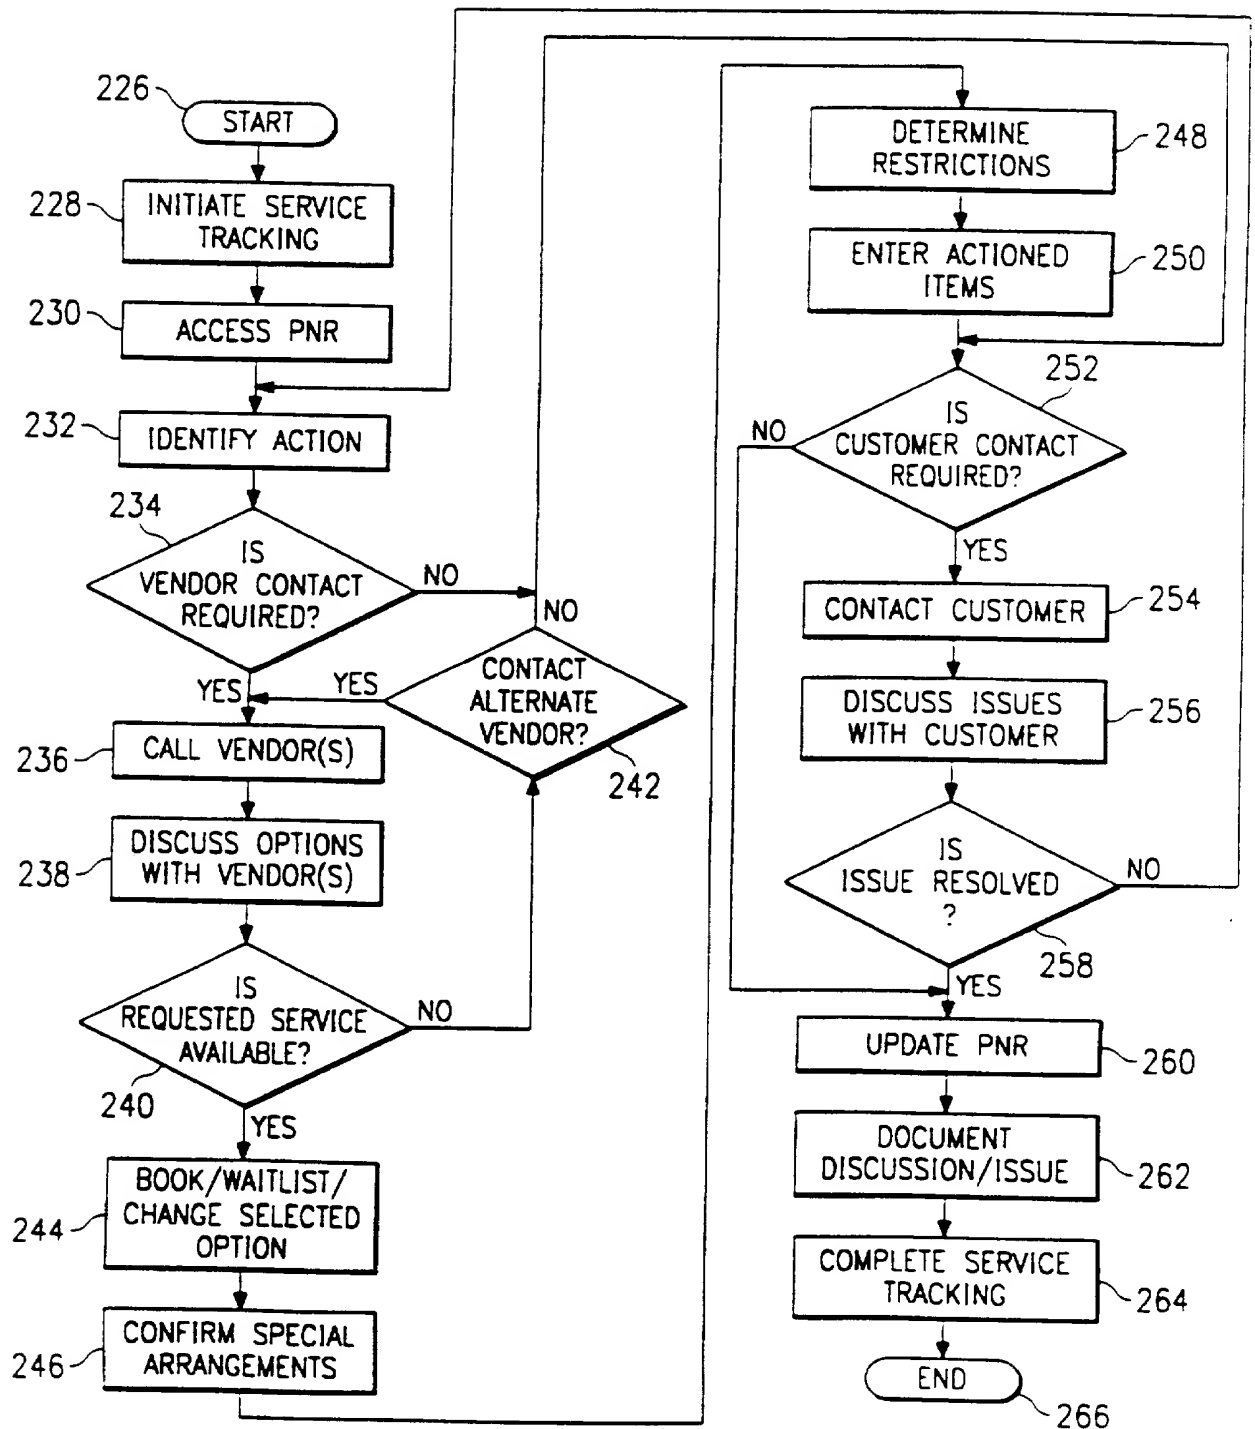 226
START
228
INITIATE SERVICE
TRACKING
230
ACCESS PNR
232
IDENTIFY ACTION
234
IS
VENDOR CONTACT
REQUIRED?
NO
YES
NO
YES
CONTACT
ALTERNATE
VENDOR?
242
236
CALL VENDOR(S)
238
DISCUSS OPTIONS
WITH VENDOR(S)
IS
REQUESTED SERVICE
AVAILABLE?
NO
240
YES
244
BOOK/WAITLIST/
CHANGE SELECTED
OPTION
246
CONFIRM SPECIAL
ARRANGEMENTS
DETERMINE
RESTRICTIONS
248
ENTER ACTIONED
ITEMS
250
252
IS
CUSTOMER CONTACT
REQUIRED?
NO
YES
CONTACT CUSTOMER
254
DISCUSS ISSUES
WITH CUSTOMER
256
IS
ISSUE RESOLVED
?
NO
258
YES
UPDATE PNR
260
DOCUMENT
DISCUSSION/ISSUE
262
COMPLETE SERVICE
TRACKING
264
END
266